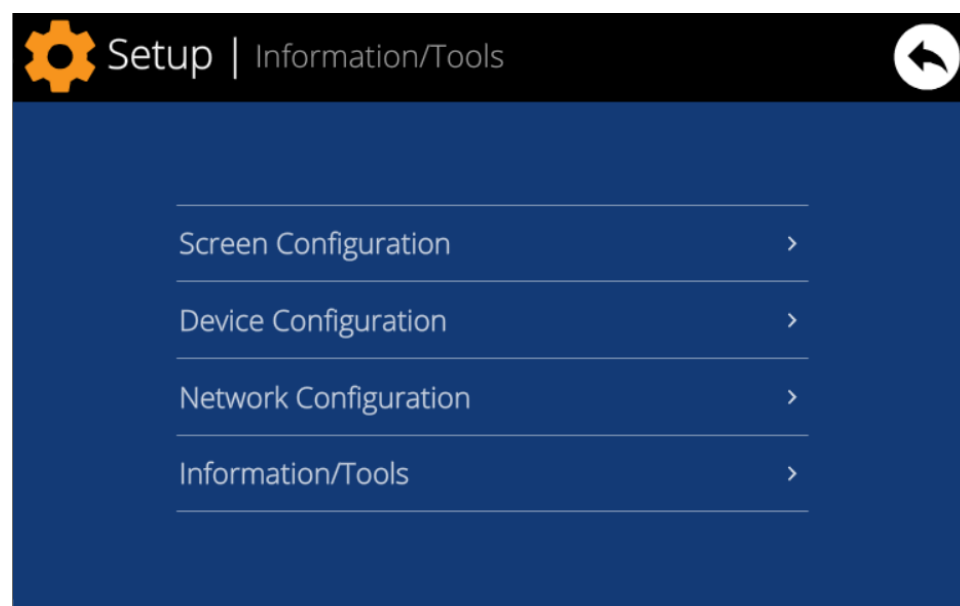 Setup | Information/Tools
Screen Configuration
Device Configuration
Network Configuration
Information/Tools